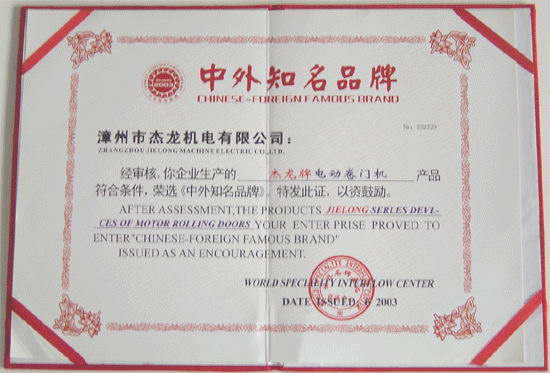 中外知名品牌
CHINESE-FOREIGN FAMOUS BRAND
漳州市杰龙机电有限公司：
ZHANGZHOU JIELONG MACHINE ELECTRIC CO.,LTD.
经审核，你企业生产的 杰龙牌电动卷门机 产品
符合条件，荣选《中外知名品牌》。特发此证，以资鼓励。
AFTER ASSESSMENT,THE PRODUCTS JIELONG SERLES DEVI-
CES OF MOTOR ROLLING DOORS YOUR ENTER PRISE PROVED TO
ENTER"CHINESE-FOREIGN FAMOUS BRAND"
ISSUED AS AN ENCOURAGEMENT.
WORLD SPECIALITY INTERFLOW CENTER
DATE ISSUED: 6 2003